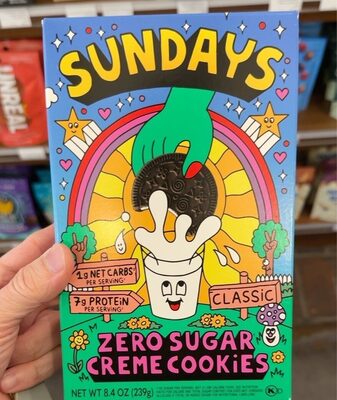 SUNDAYS
UNREAL
1g NET CARBS*
PER SERVING
7g PROTEIN
PER SERVING
CLASSIC
ZERO SUGAR
CREME COOKIES
NET WT 8.4 OZ (239g)